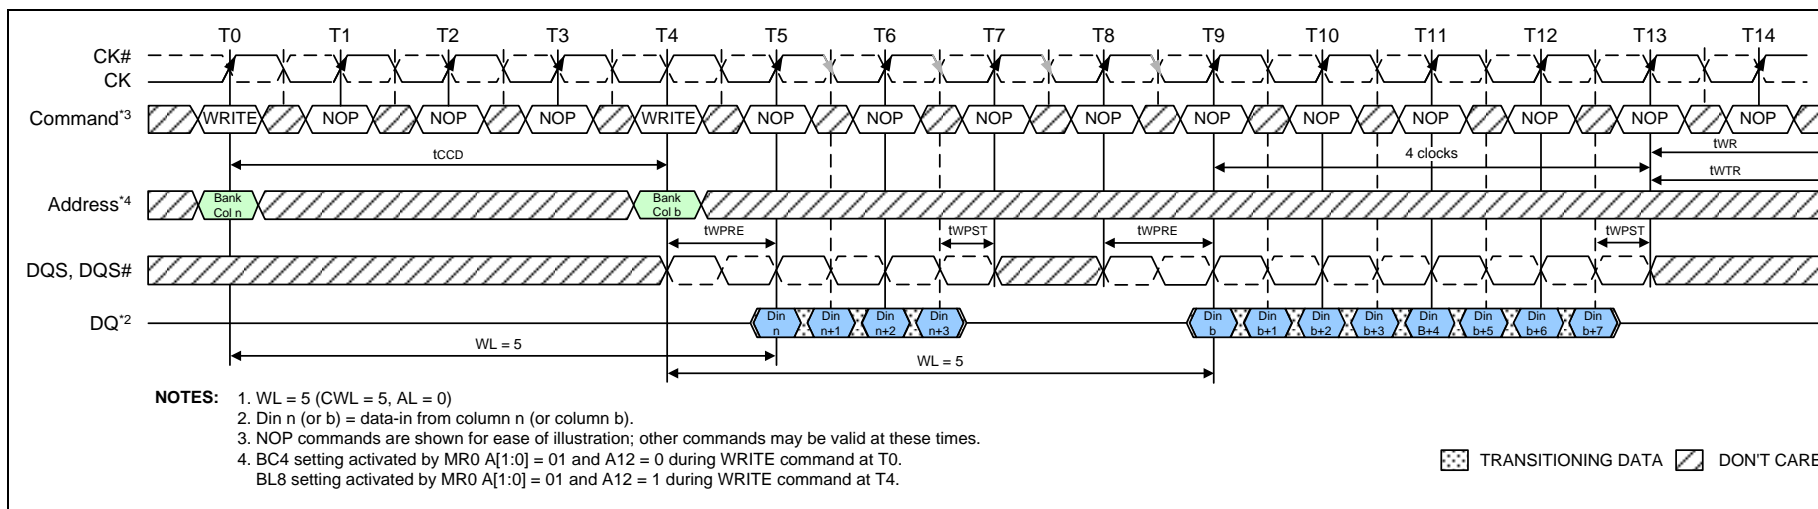 T0 T1 T2 T3 T4 T5 T6 T7 T8 T9 T10 T11 T12 T13 T14
CK#
CK
Command*3 WRITE NOP NOP NOP WRITE NOP NOP NOP NOP NOP NOP NOP NOP NOP NOP
tCCD 4 clocks tWR
tWTR
Address*4 Bank Col n Bank Col b
tWPRE tWPST tWPRE tWPST
DQS, DQS#
DQ*2 Din n Din n+1 Din n+2 Din n+3 Din b Din b+1 Din b+2 Din b+3 Din B+4 Din b+5 Din b+6 Din b+7
WL = 5
WL = 5
NOTES: 1. WL = 5 (CWL = 5, AL = 0)
2. Din n (or b) = data-in from column n (or column b).
3. NOP commands are shown for ease of illustration; other commands may be valid at these times.
4. BC4 setting activated by MR0 A[1:0] = 01 and A12 = 0 during WRITE command at T0.
BL8 setting activated by MR0 A[1:0] = 01 and A12 = 1 during WRITE command at T4.
TRANSITIONING DATA DON'T CARE